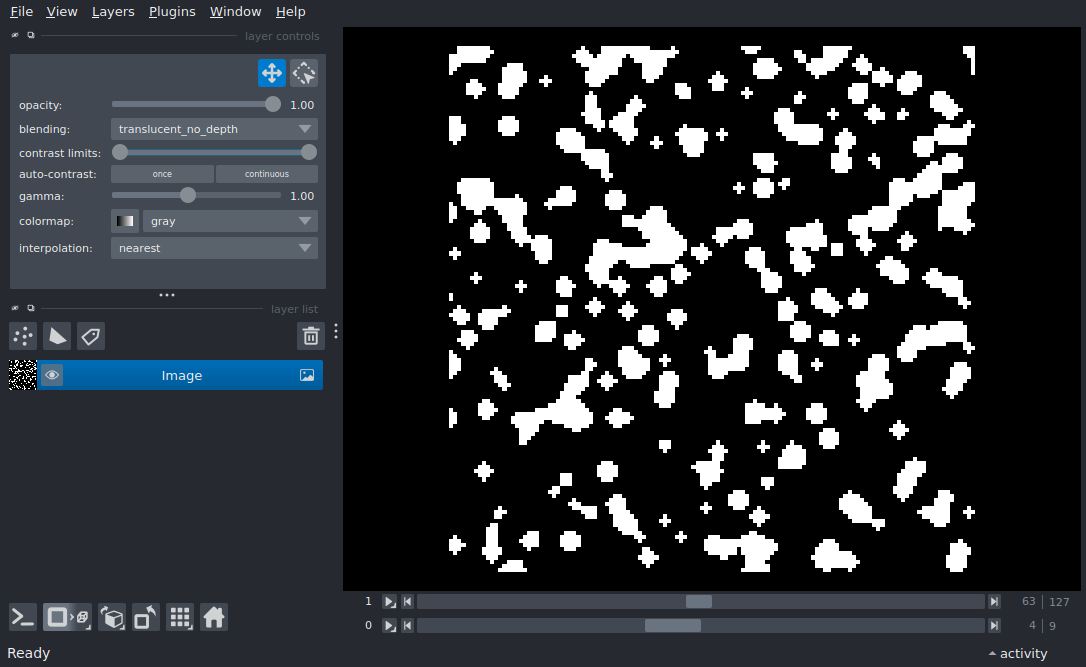 File View Layers Plugins Window Help
layer controls
opacity: 1.00
blending: translucent_no_depth
contrast limits:
auto-contrast: once continuous
gamma: 1.00
colormap: gray
interpolation: nearest
layer list
Image
1 63 127
0 4 9
Ready activity